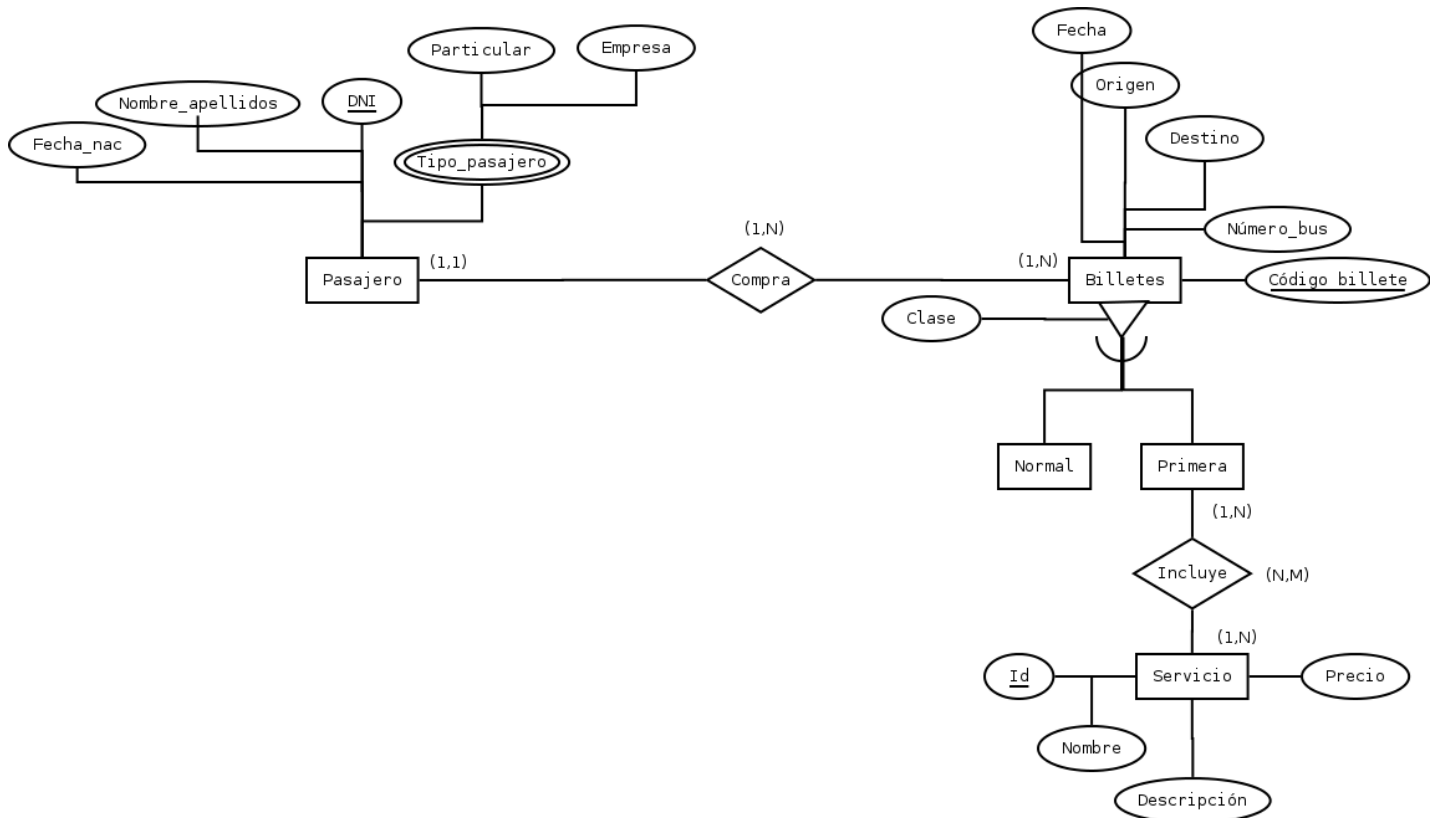 Fecha
Particular
Empresa
Origen
DNI
Nombre_apellidos
Fecha_nac
Tipo_pasajero
Destino
(1,N)
Número_bus
(1,1)
(1,N)
Pasajero
Compra
Billetes
Código billete
Clase
Normal
Primera
(1,N)
Incluye
(N,M)
(1,N)
Id
Servicio
Precio
Nombre
Descripción